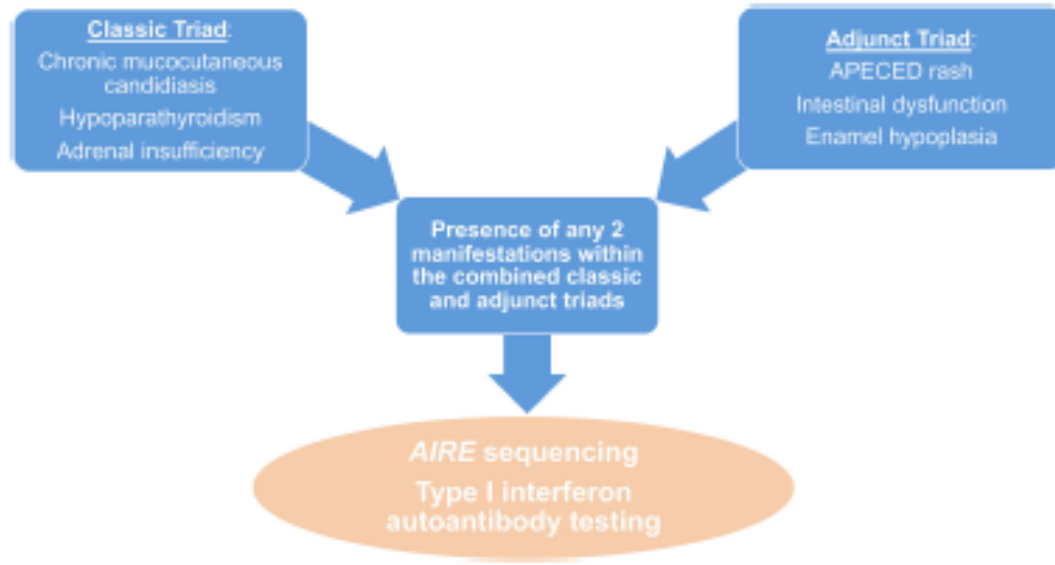 Classic Triad:
Chronic mucocutaneous
candidiasis
Hypoparathyroidism
Adrenal insufficiency
Adjunct Triad:
APECED rash
Intestinal dysfunction
Enamel hypoplasia
Presence of any 2
manifestations within
the combined classic
and adjunct triads
AIRE sequencing
Type I interferon
autoantibody testing